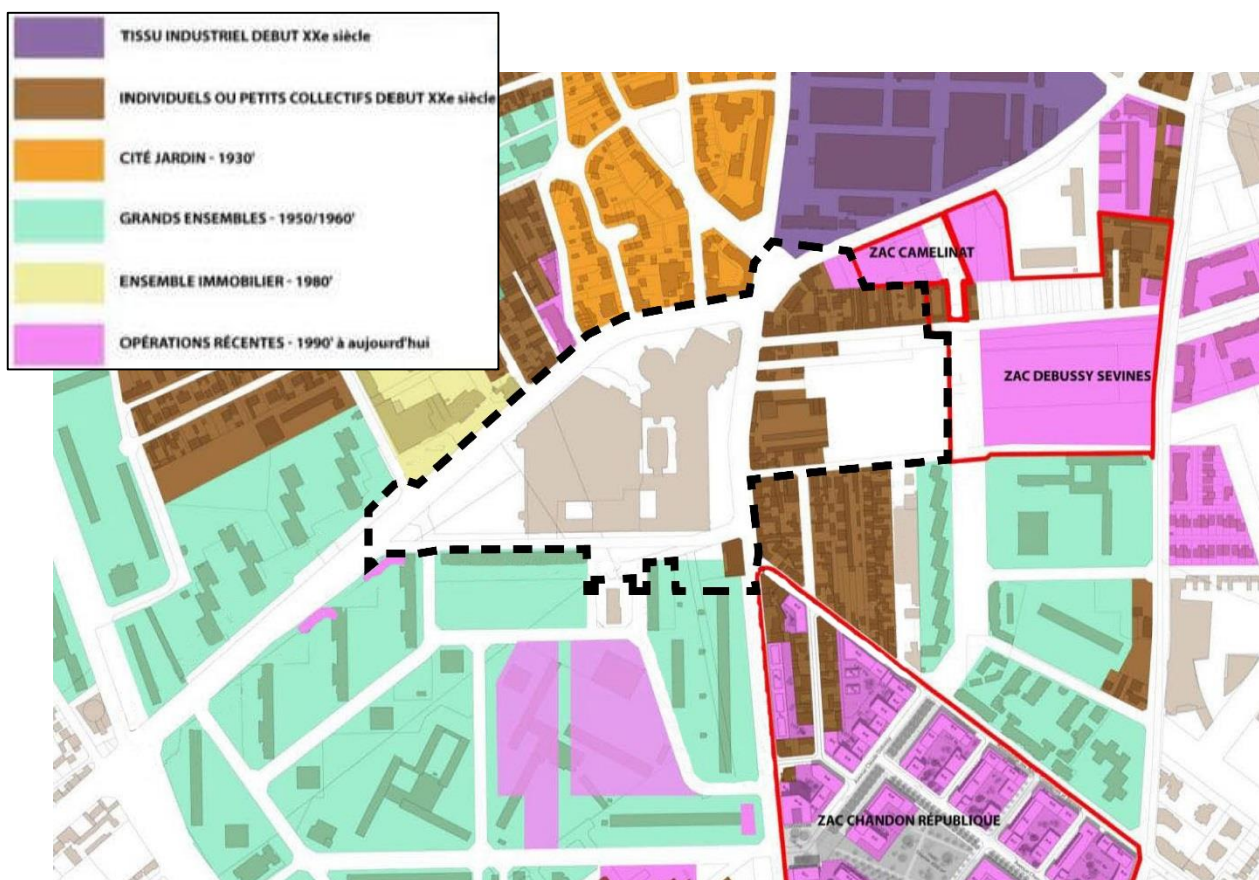 TISSU INDUSTRIEL DEBUT XXe siècle
INDIVIDUELS OU PETITS COLLECTIFS DEBUT XXe siècle
CITÉ JARDIN - 1930'
GRANDS ENSEMBLES - 1950/1960'
ENSEMBLE IMMOBILIER - 1980'
OPÉRATIONS RÉCENTES - 1990' à aujourd'hui
ZAC CAMELINAT
ZAC DEBUSSY SEVINES
ZAC CHANDON RÉPUBLIQUE